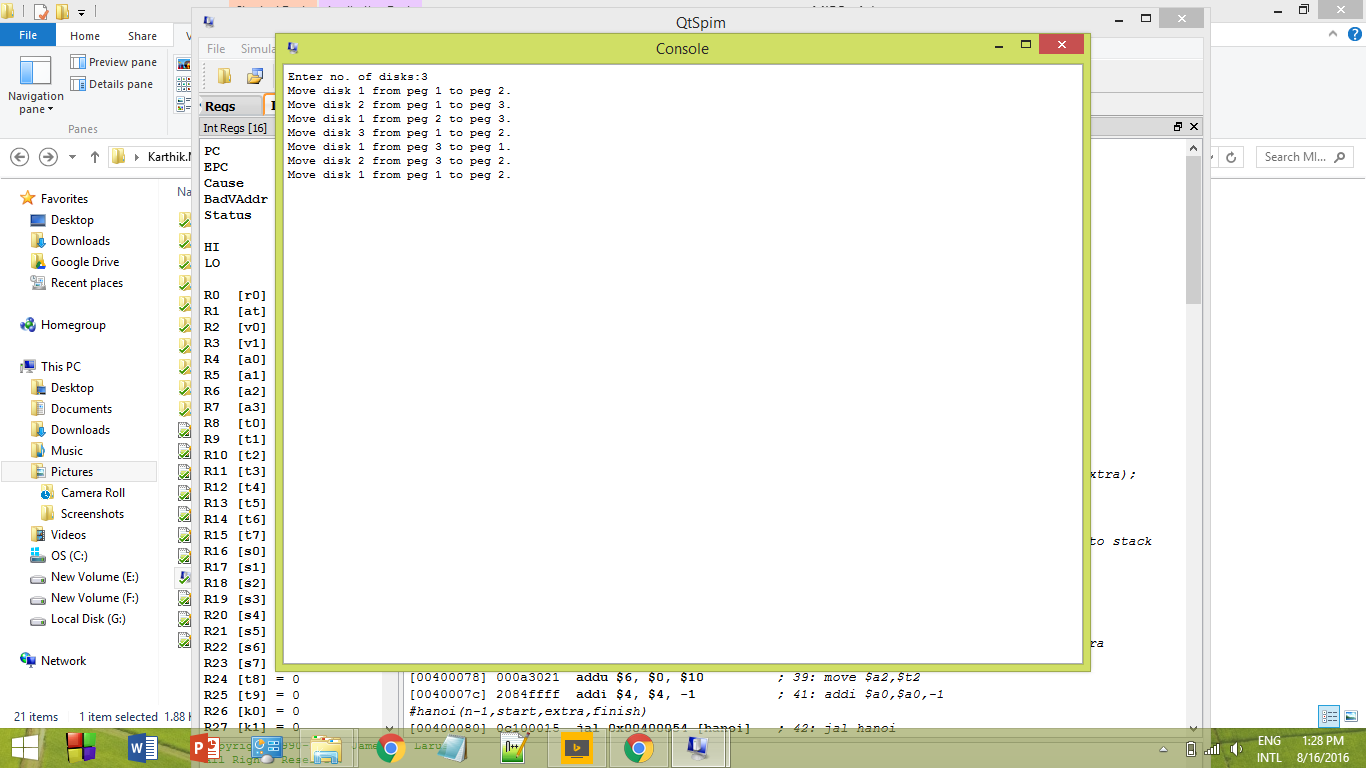 QtSpim
File Home Share
File Simula
Console
Preview pane
Details pane
Navigation pane
Panes
Regs
Int Regs [16]
Enter no. of disks:3
Move disk 1 from peg 1 to peg 2.
Move disk 2 from peg 1 to peg 3.
Move disk 1 from peg 2 to peg 3.
Move disk 3 from peg 1 to peg 2.
Move disk 1 from peg 3 to peg 1.
Move disk 2 from peg 3 to peg 2.
Move disk 1 from peg 1 to peg 2.
Search MI...
Favorites
Desktop
Downloads
Google Drive
Recent places
Homegroup
This PC
Desktop
Documents
Downloads
Music
Pictures
Camera Roll
Screenshots
Videos
OS (C:)
New Volume (E:)
New Volume (F:)
Local Disk (G:)
Network
21 items 1 item selected 1.88 K
PC
EPC
Cause
BadVAddr
Status
HI
LO
R0 [r0]
R1 [at]
R2 [v0]
R3 [v1]
R4 [a0]
R5 [a1]
R6 [a2]
R7 [a3]
R8 [t0]
R9 [t1]
R10 [t2]
R11 [t3]
R12 [t4]
R13 [t5]
R14 [t6]
R15 [t7]
R16 [s0]
R17 [s1]
R18 [s2]
R19 [s3]
R20 [s4]
R21 [s5]
R22 [s6]
R23 [s7]
R24 [t8] = 0
R25 [t9] = 0
R26 [k0] = 0
R27 [k1] = 0
xtra);
to stack
ra
[00400078] 000a3021 addu $6, $0, $10 ; 39: move $a2,$t2
[0040007c] 2084ffff addi $4, $4, -1 ; 41: addi $a0,$a0,-1
#hanoi(n-1,start,extra,finish)
[00400080] 0c100015 jal 0x00400054 [hanoi] ; 42: jal hanoi
ENG
INTL
1:28 PM
8/16/2016